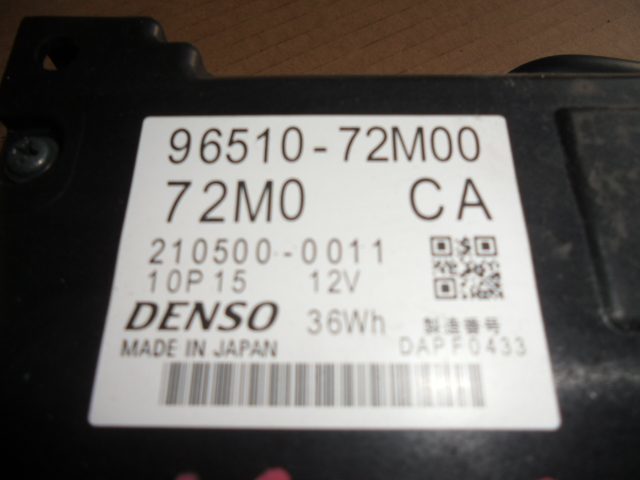 96510-72M00
72M0 CA
210500-0011
10P15 12V
DENSO 36Wh 製造番号
MADE IN JAPAN DAPF0433